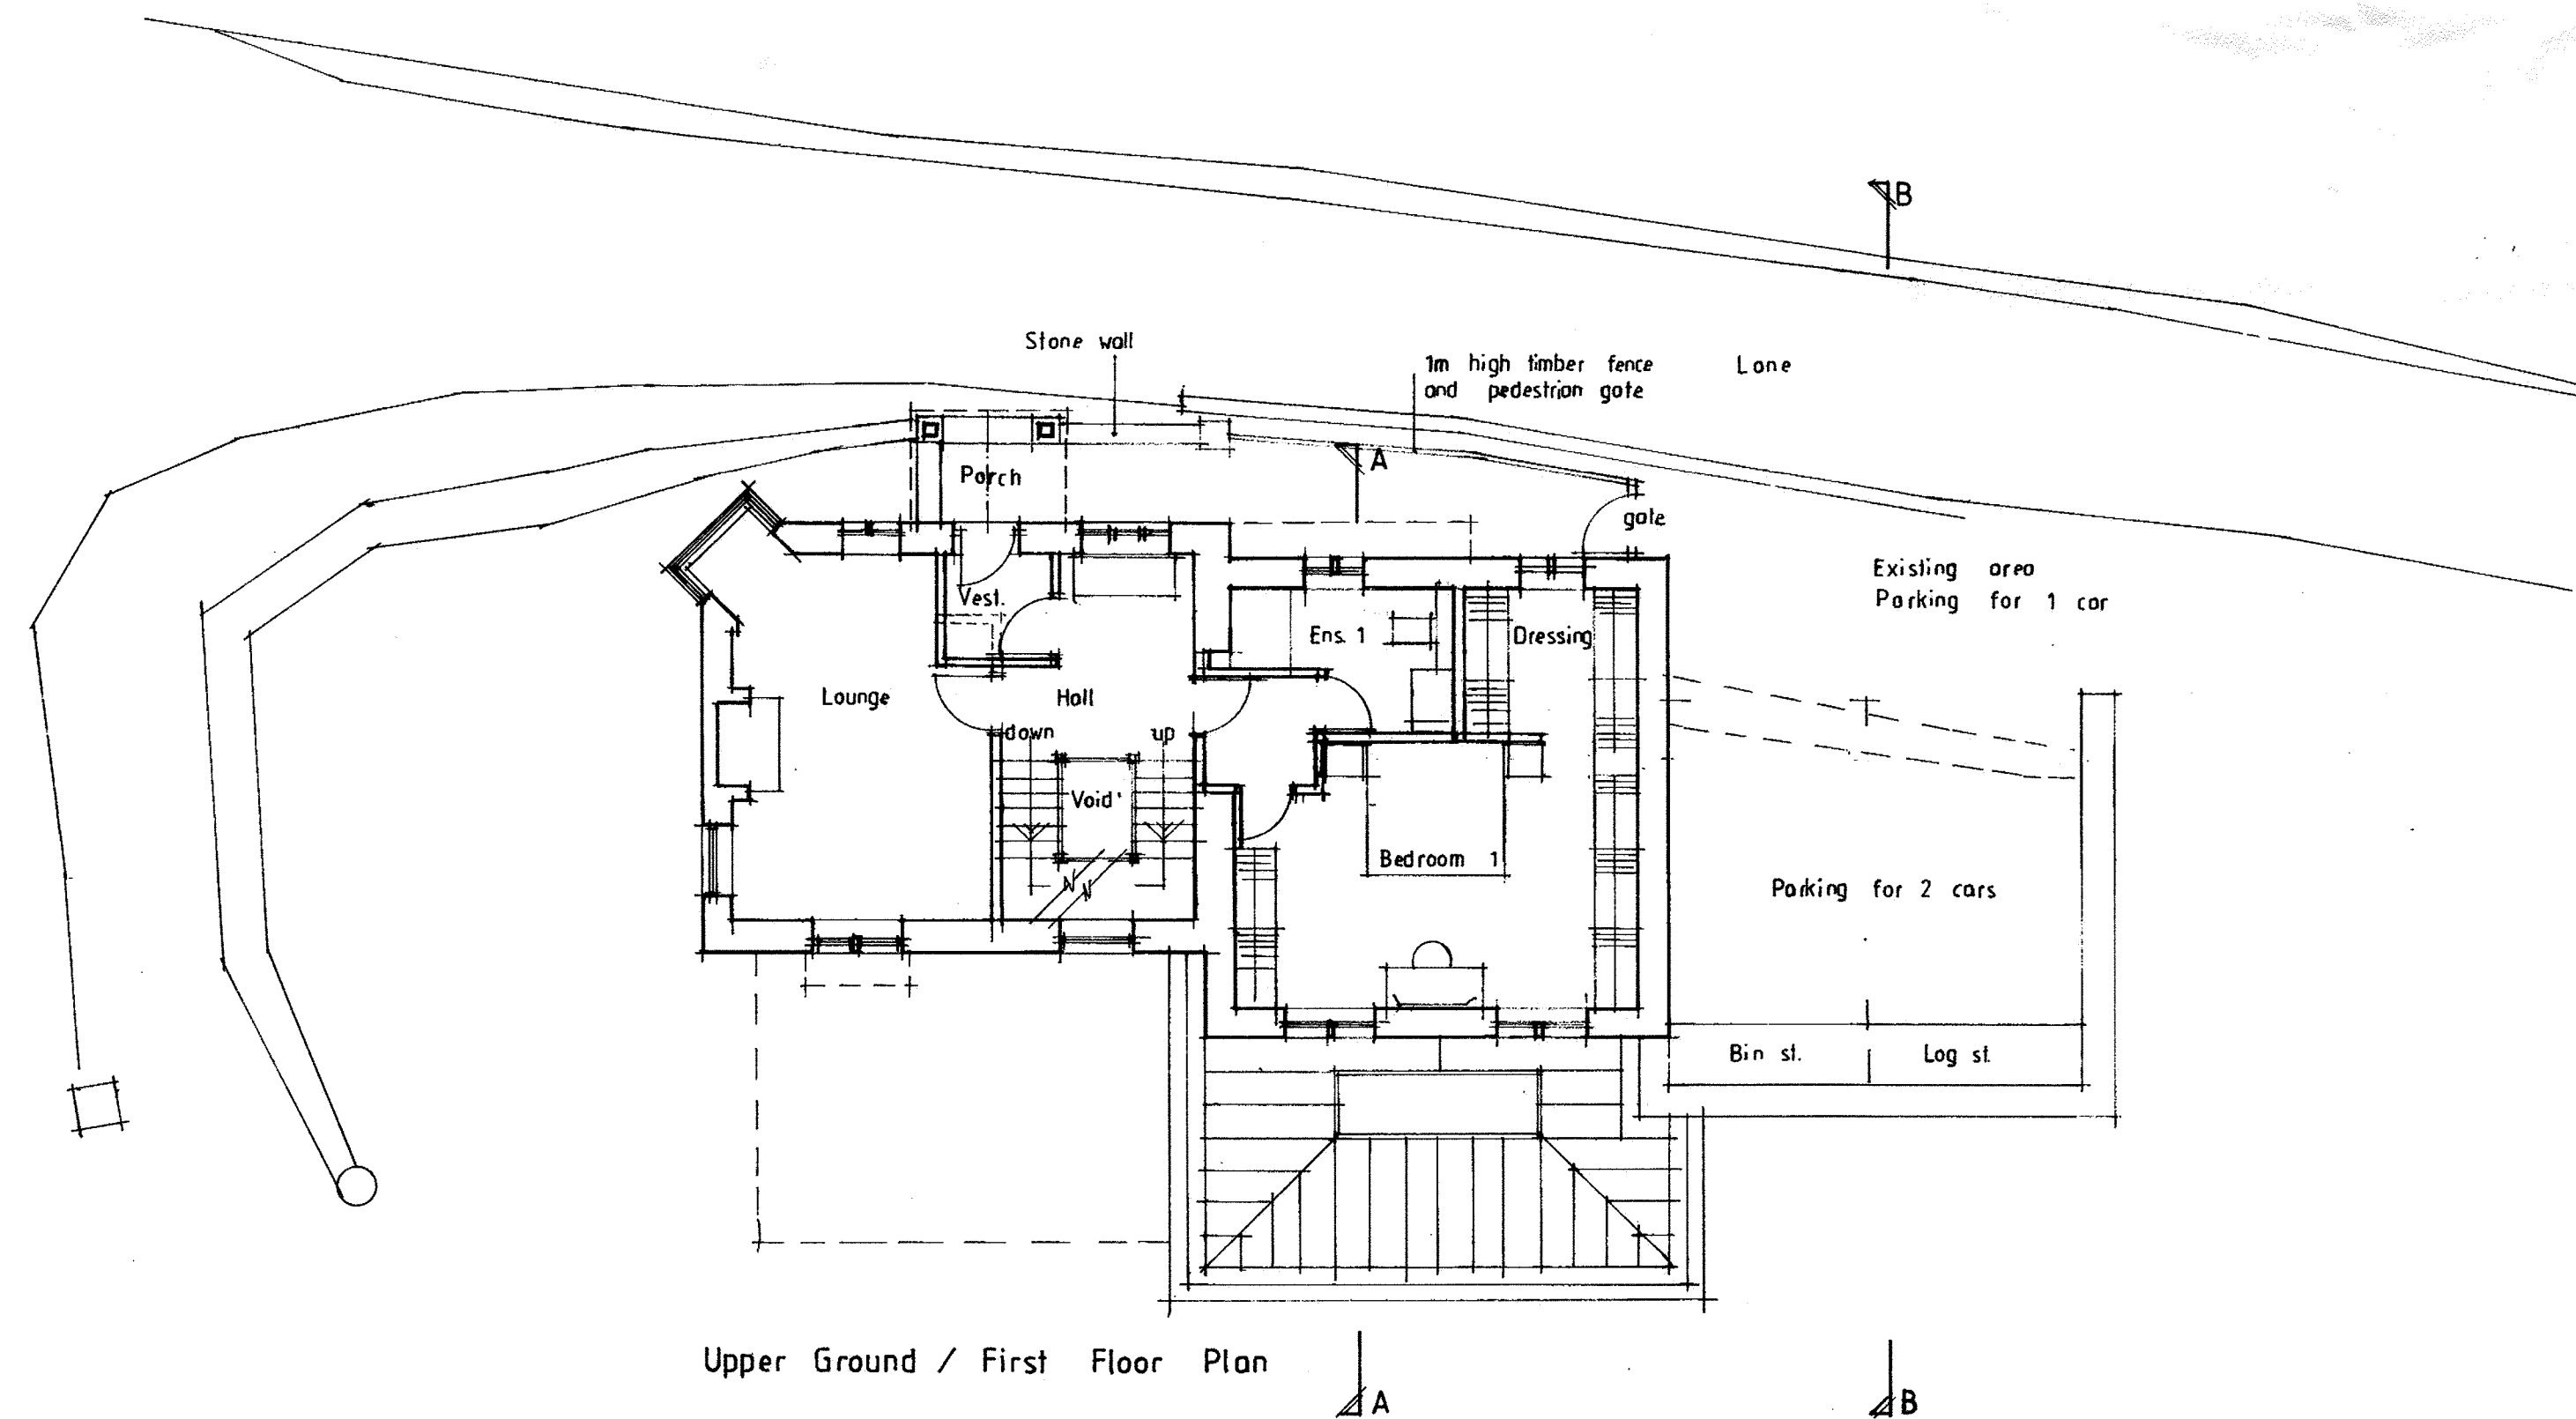 B
Stone wall
1m high timber fence
and pedestrian gate
Lane
A
Porch
gate
Existing area
Parking for 1 car
Vest.
Ens. 1
Dressing
Lounge
Hall
down
up
Void
Bedroom 1
Parking for 2 cars
Bin st.
Log st.
Upper Ground / First Floor Plan
A
B